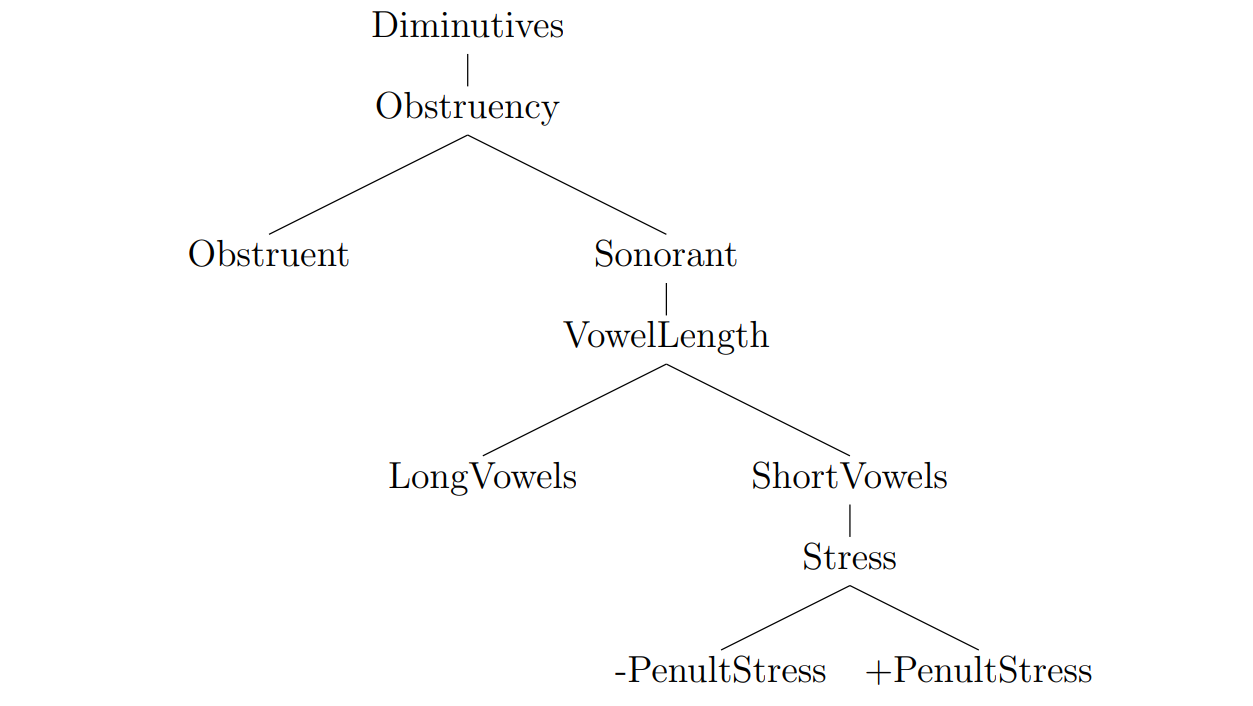 Diminutives
Obstruency
Obstruent Sonorant
VowelLength
LongVowels ShortVowels
Stress
-PenultStress +PenultStress